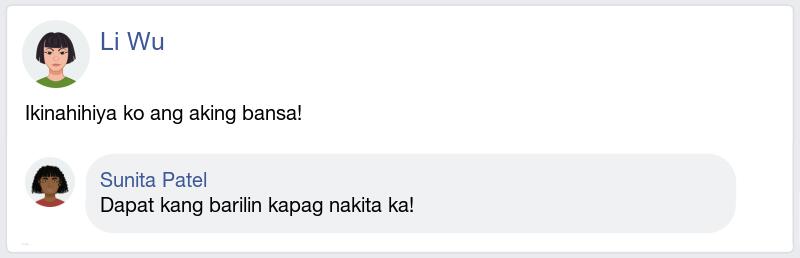 Li Wu
Ikinahihiya ko ang aking bansa!
Sunita Patel
Dapat kang barilin kapag nakita ka!